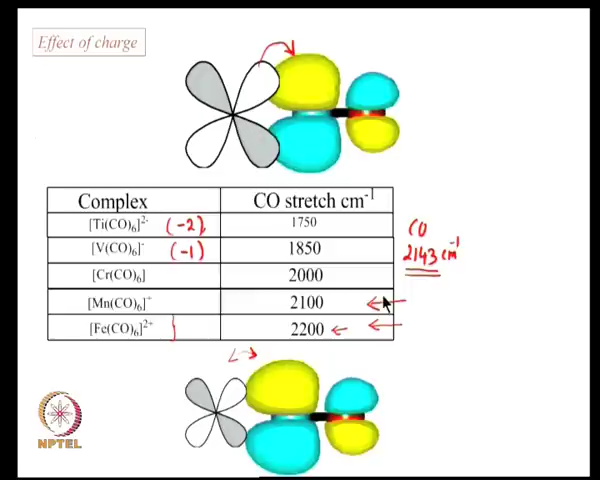 Effect of charge
Complex CO stretch cm-1
[Ti(CO)6]2- (-2) 1750
[V(CO)6]- (-1) 1850
[Cr(CO)6] 2000
[Mn(CO)6]+ 2100
[Fe(CO)6]2+ 2200
CO
2143 cm-1
NPTEL